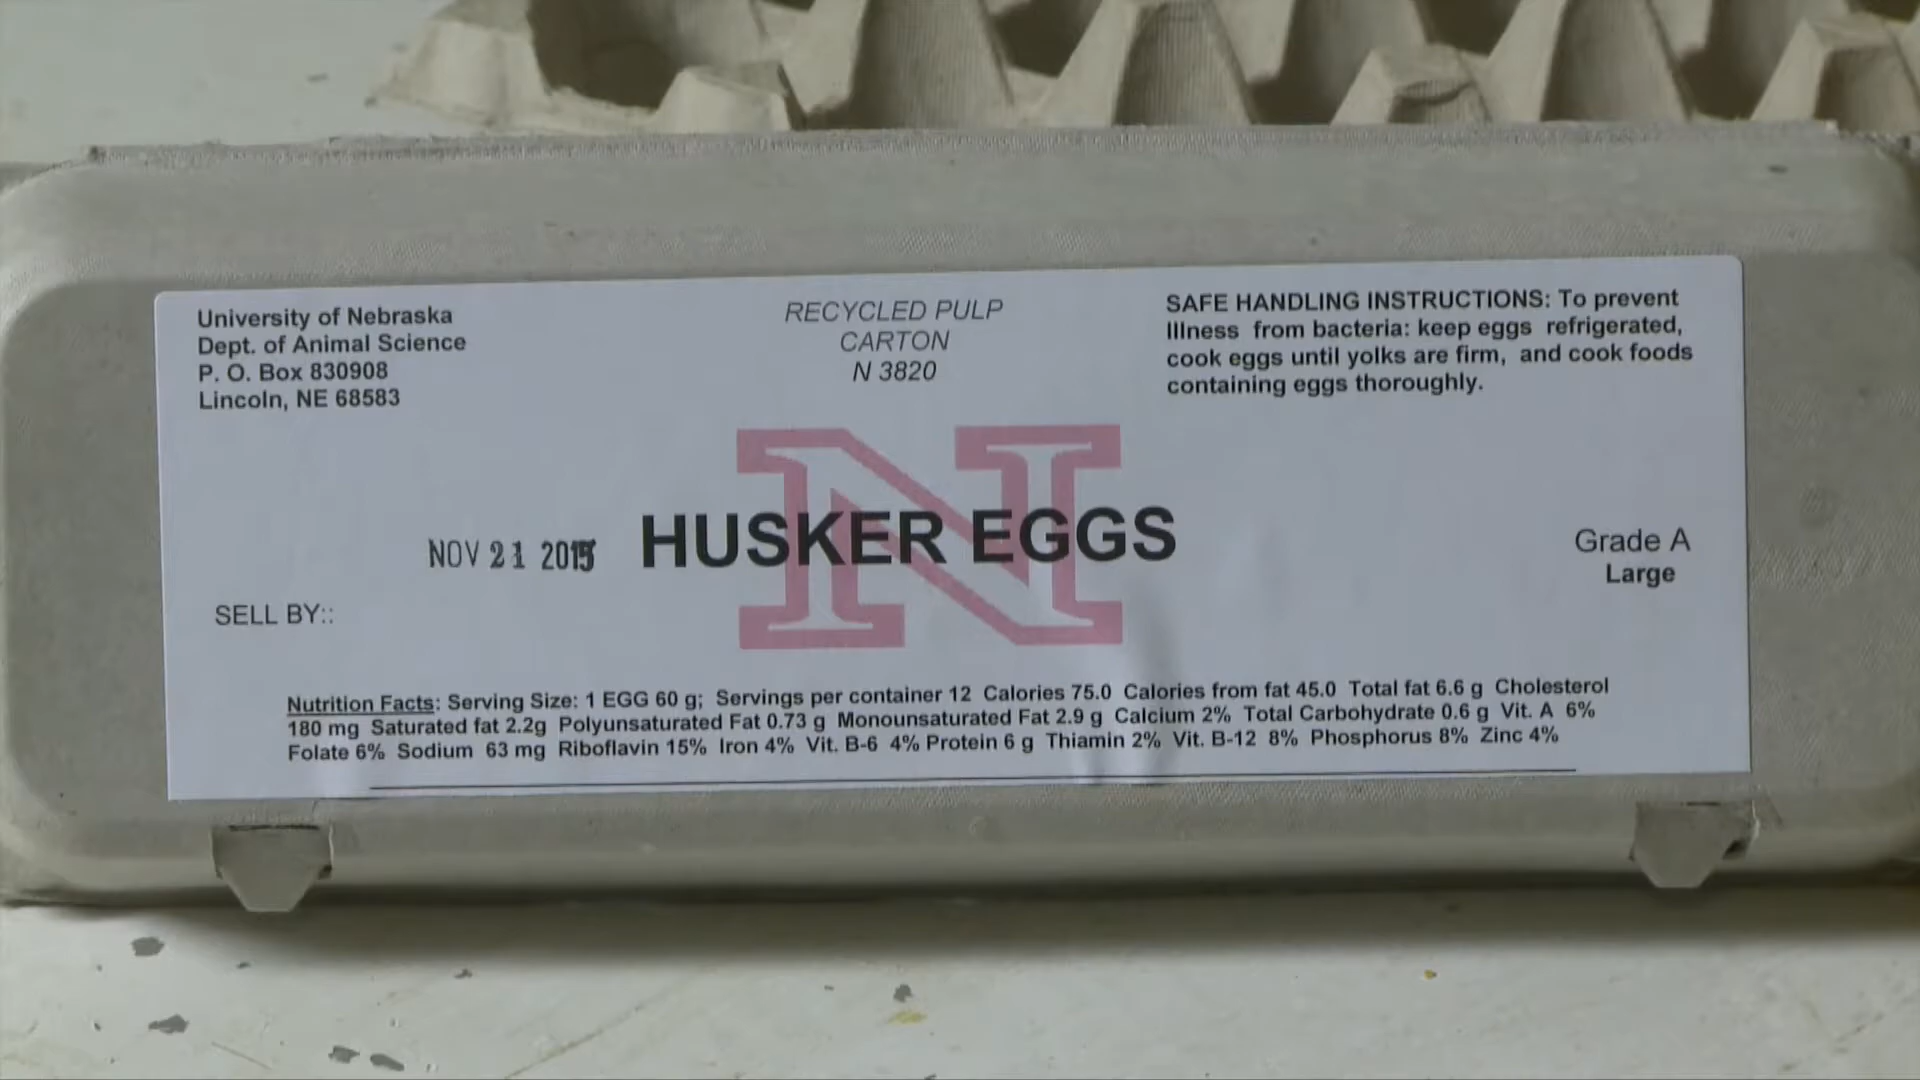 University of Nebraska
Dept. of Animal Science
P. O. Box 830908
Lincoln, NE 68583
RECYCLED PULP
CARTON
N 3820
SAFE HANDLING INSTRUCTIONS: To prevent
Illness from bacteria: keep eggs refrigerated,
cook eggs until yolks are firm, and cook foods
containing eggs thoroughly.
N
NOV 21 2015
HUSKER EGGS
Grade A
Large
SELL BY::
Nutrition Facts: Serving Size: 1 EGG 60 g; Servings per container 12 Calories 75.0 Calories from fat 45.0 Total fat 6.6 g Cholesterol
180 mg Saturated fat 2.2g Polyunsaturated Fat 0.73 g Monounsaturated Fat 2.9 g Calcium 2% Total Carbohydrate 0.6 g Vit. A 6%
Folate 6% Sodium 63 mg Riboflavin 15% Iron 4% Vit. B-6 4% Protein 6 g Thiamin 2% Vit. B-12 8% Phosphorus 8% Zinc 4%